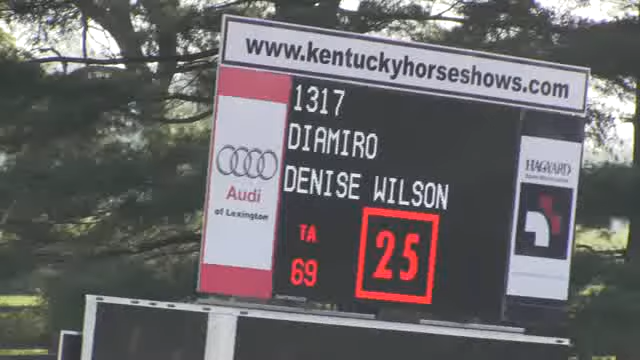 www.kentuckyhorseshows.com
1317
DIAMIRO
DENISE WILSON
Audi
of Lexington
TA
69
25
HAGYARD